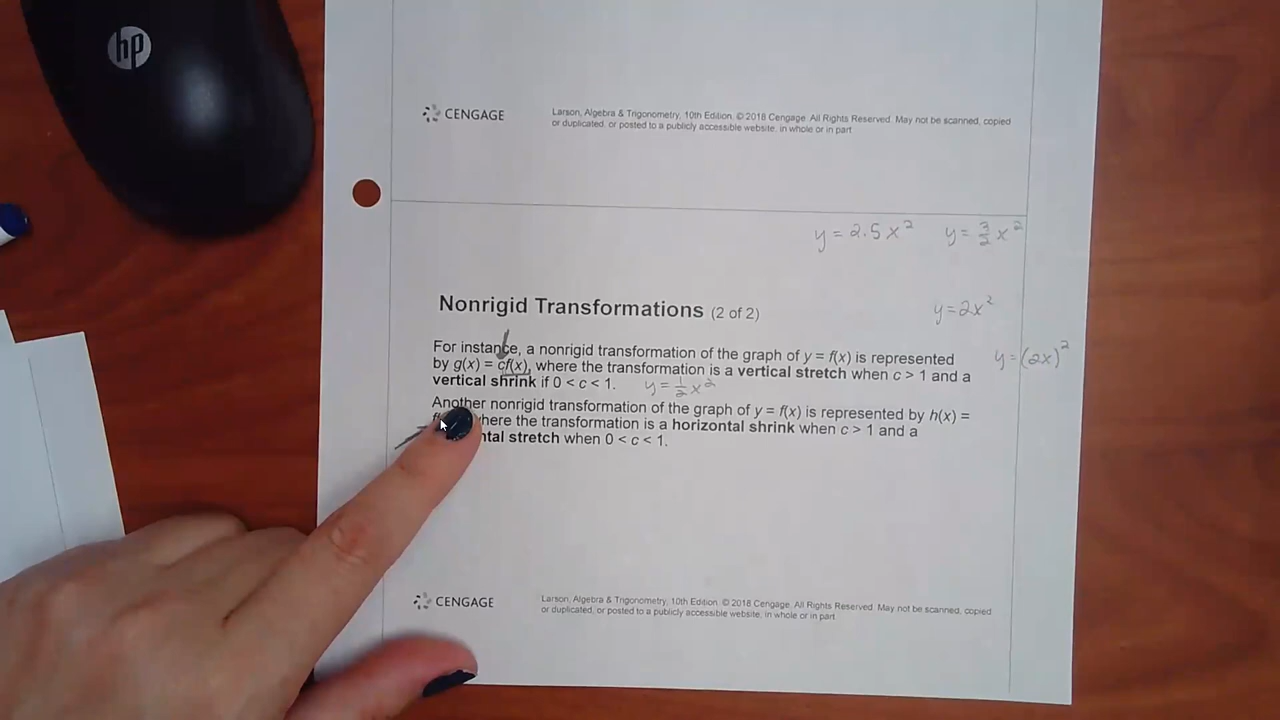 hp
CENGAGE
Larson, Algebra & Trigonometry, 10th Edition. © 2018 Cengage. All Rights Reserved. May not be scanned, copied
or duplicated, or posted to a publicly accessible website, in whole or in part.
y = 2.5x² y = 3/2 x²
Nonrigid Transformations (2 of 2)
y = 2x²
For instance, a nonrigid transformation of the graph of y = f(x) is represented
y = (2x)²
by g(x) = cf(x), where the transformation is a vertical stretch when c > 1 and a
vertical shrink if 0 < c < 1. y = 1/2 x²
Another nonrigid transformation of the graph of y = f(x) is represented by h(x) =
where the transformation is a horizontal shrink when c > 1 and a
stretch when 0 < c < 1.
CENGAGE
Larson, Algebra & Trigonometry, 10th Edition. © 2018 Cengage. All Rights Reserved. May not be scanned, copied
or duplicated, or posted to a publicly accessible website, in whole or in part.